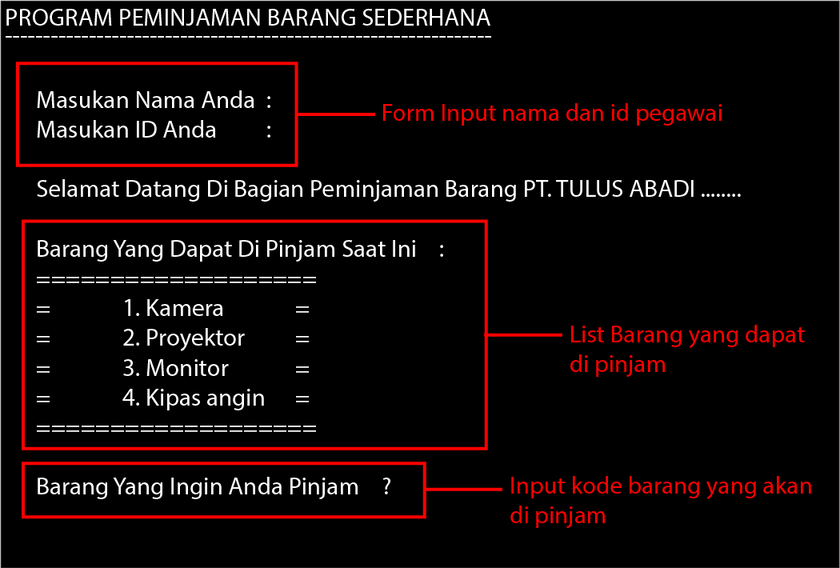 PROGRAM PEMINJAMAN BARANG SEDERHANA
----------------------------------------------------------------
Masukan Nama Anda :
Masukan ID Anda :
Form Input nama dan id pegawai
Selamat Datang Di Bagian Peminjaman Barang PT. TULUS ABADI ........
Barang Yang Dapat Di Pinjam Saat Ini :
===================
= 1. Kamera =
= 2. Proyektor =
= 3. Monitor =
= 4. Kipas angin =
===================
List Barang yang dapat
di pinjam
Barang Yang Ingin Anda Pinjam ?
Input kode barang yang akan
di pinjam